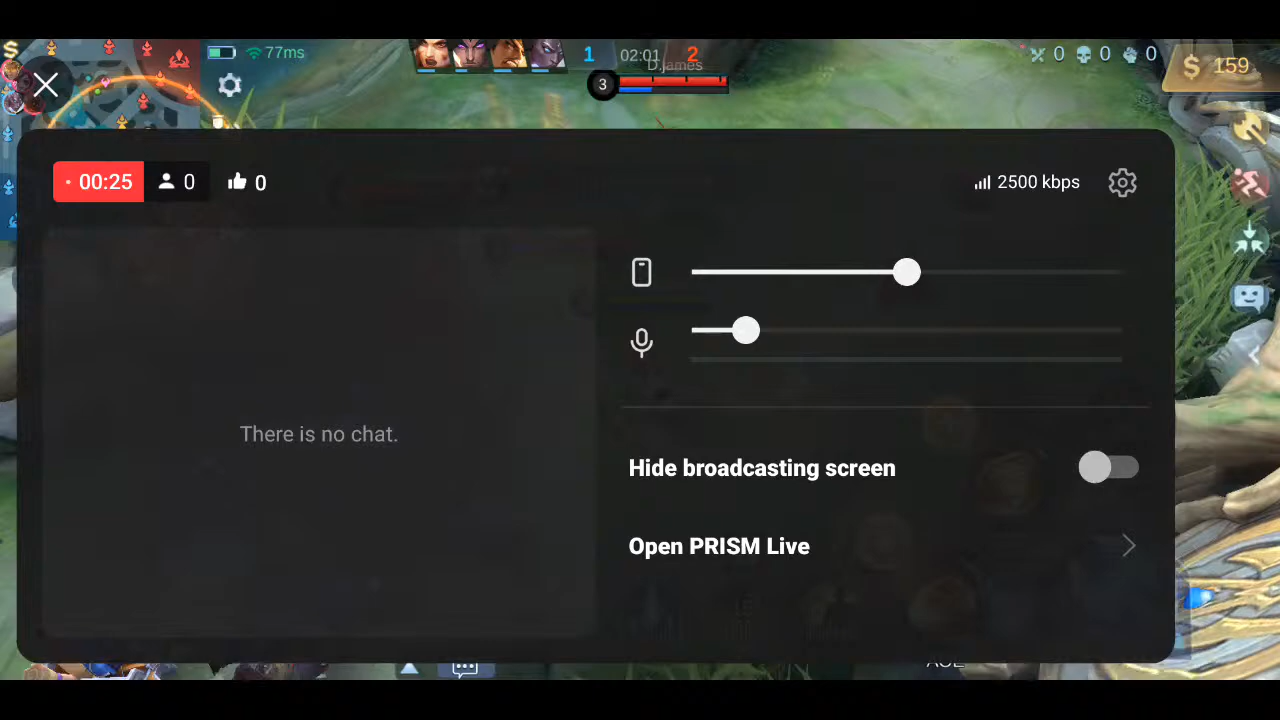 77ms
1 02:01 2
D.james
3
0 0 0
$ 159
00:25 0 0
2500 kbps
There is no chat.
Hide broadcasting screen
Open PRISM Live